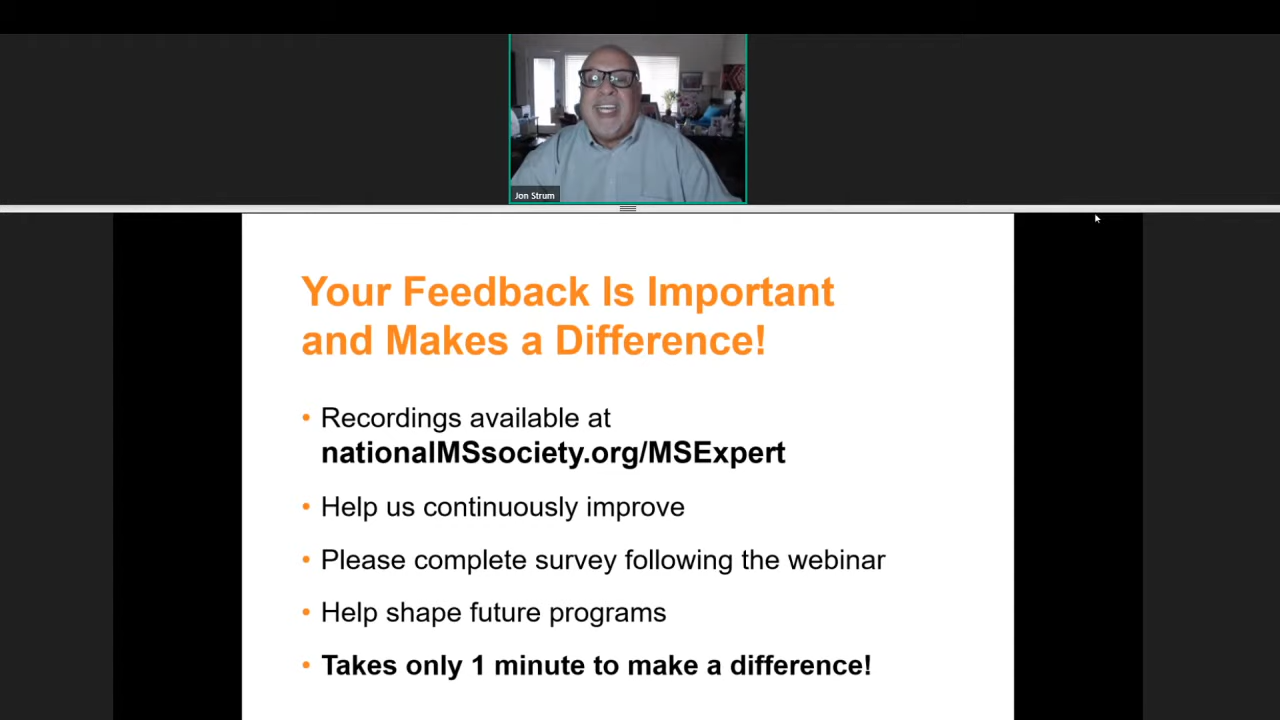 Jon Strum
Your Feedback Is Important
and Makes a Difference!
• Recordings available at
nationalMSsociety.org/MSExpert
• Help us continuously improve
• Please complete survey following the webinar
• Help shape future programs
• Takes only 1 minute to make a difference!